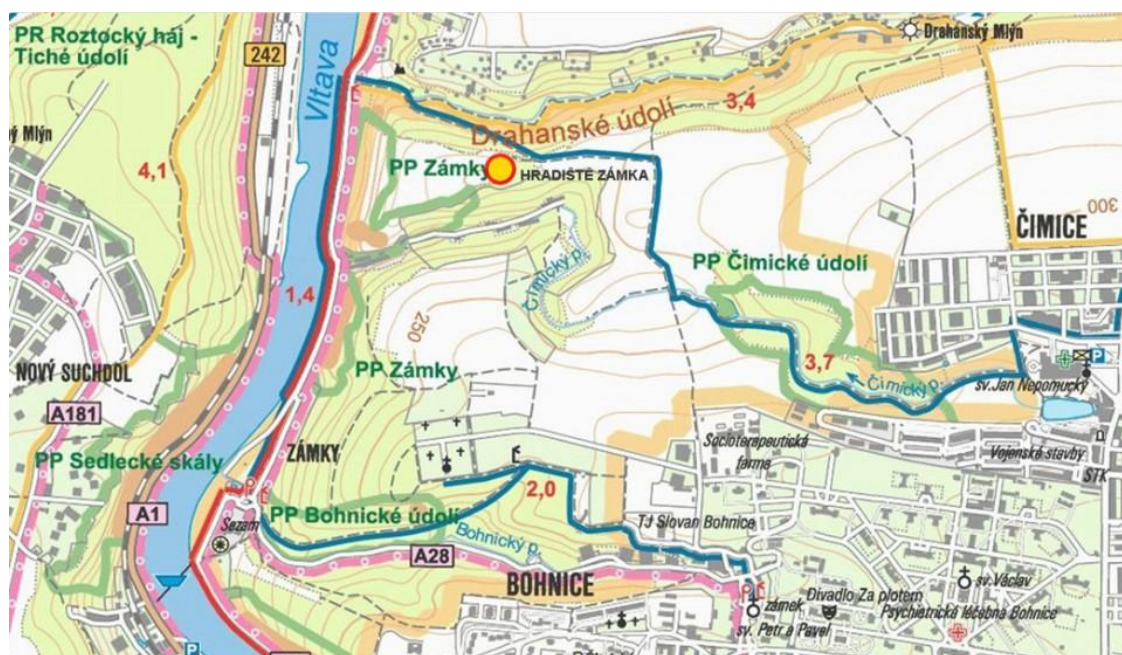 PR Roztocký háj -
Tiché údolí
242
Vltava
Drahanský Mlýn
3,4
Drahanské údolí
Mlýn
4,1
PP Zámky
HRADIŠTĚ ZÁMKA
300
ČIMICE
PP Čimické údolí
Čimický p.
1,4
250
3,7
Čimický p.
P
NOVÝ SUCHDOL
PP Zámky
sv.Jan Nepomucký
A181
Socioterapeutická
farma
Vojenské stavby
PP Sedlecké skály
ZÁMKY
STK
2,0
A1
PP Bohnické údolí
Sezam
TJ Slovan Bohnice
Bohnický p.
A28
BOHNICE
sv.Václav
Divadlo Za plotem
zámek
Psychiatrické léčebna Bohnice
sv. Petr a Pavel
P